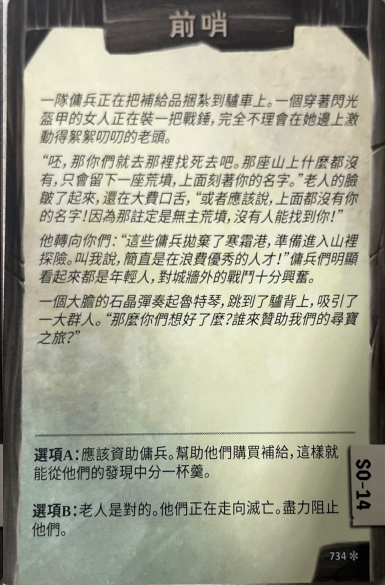 前哨
一隊傭兵正在把補給品捆紮到驢車上。一個穿著閃光
盔甲的女人正在裝一把戰錘，完全不理會在她邊上激
動得絮絮叨叨的老頭。
“呸，那你們就去那裡找死去吧。那座山上什麼都沒
有，只會留下一座荒墳，上面刻著你的名字。”老人的臉
皺了起來，還在大費口舌，“或者應該說，上面都沒有你
的名字！因為那註定是無主荒墳，沒有人能找到你！”
他轉向你們：“這些傭兵拋棄了寒霜港，準備進入山裡
探險。叫我說，簡直是在浪費優秀的人才！”傭兵們明顯
看起來都是年輕人，對城牆外的戰鬥十分興奮。
一個大膽的石晶彈奏起魯特琴，跳到了驢背上，吸引了
一大群人。“那麼你們想好了麼？誰來贊助我們的尋寶
之旅？”
選項A：應該資助傭兵。幫助他們購買補給，這樣就
能從他們的發現中分一杯羹。
選項B：老人是對的。他們正在走向滅亡。盡力阻止
他們。
SO-14
734